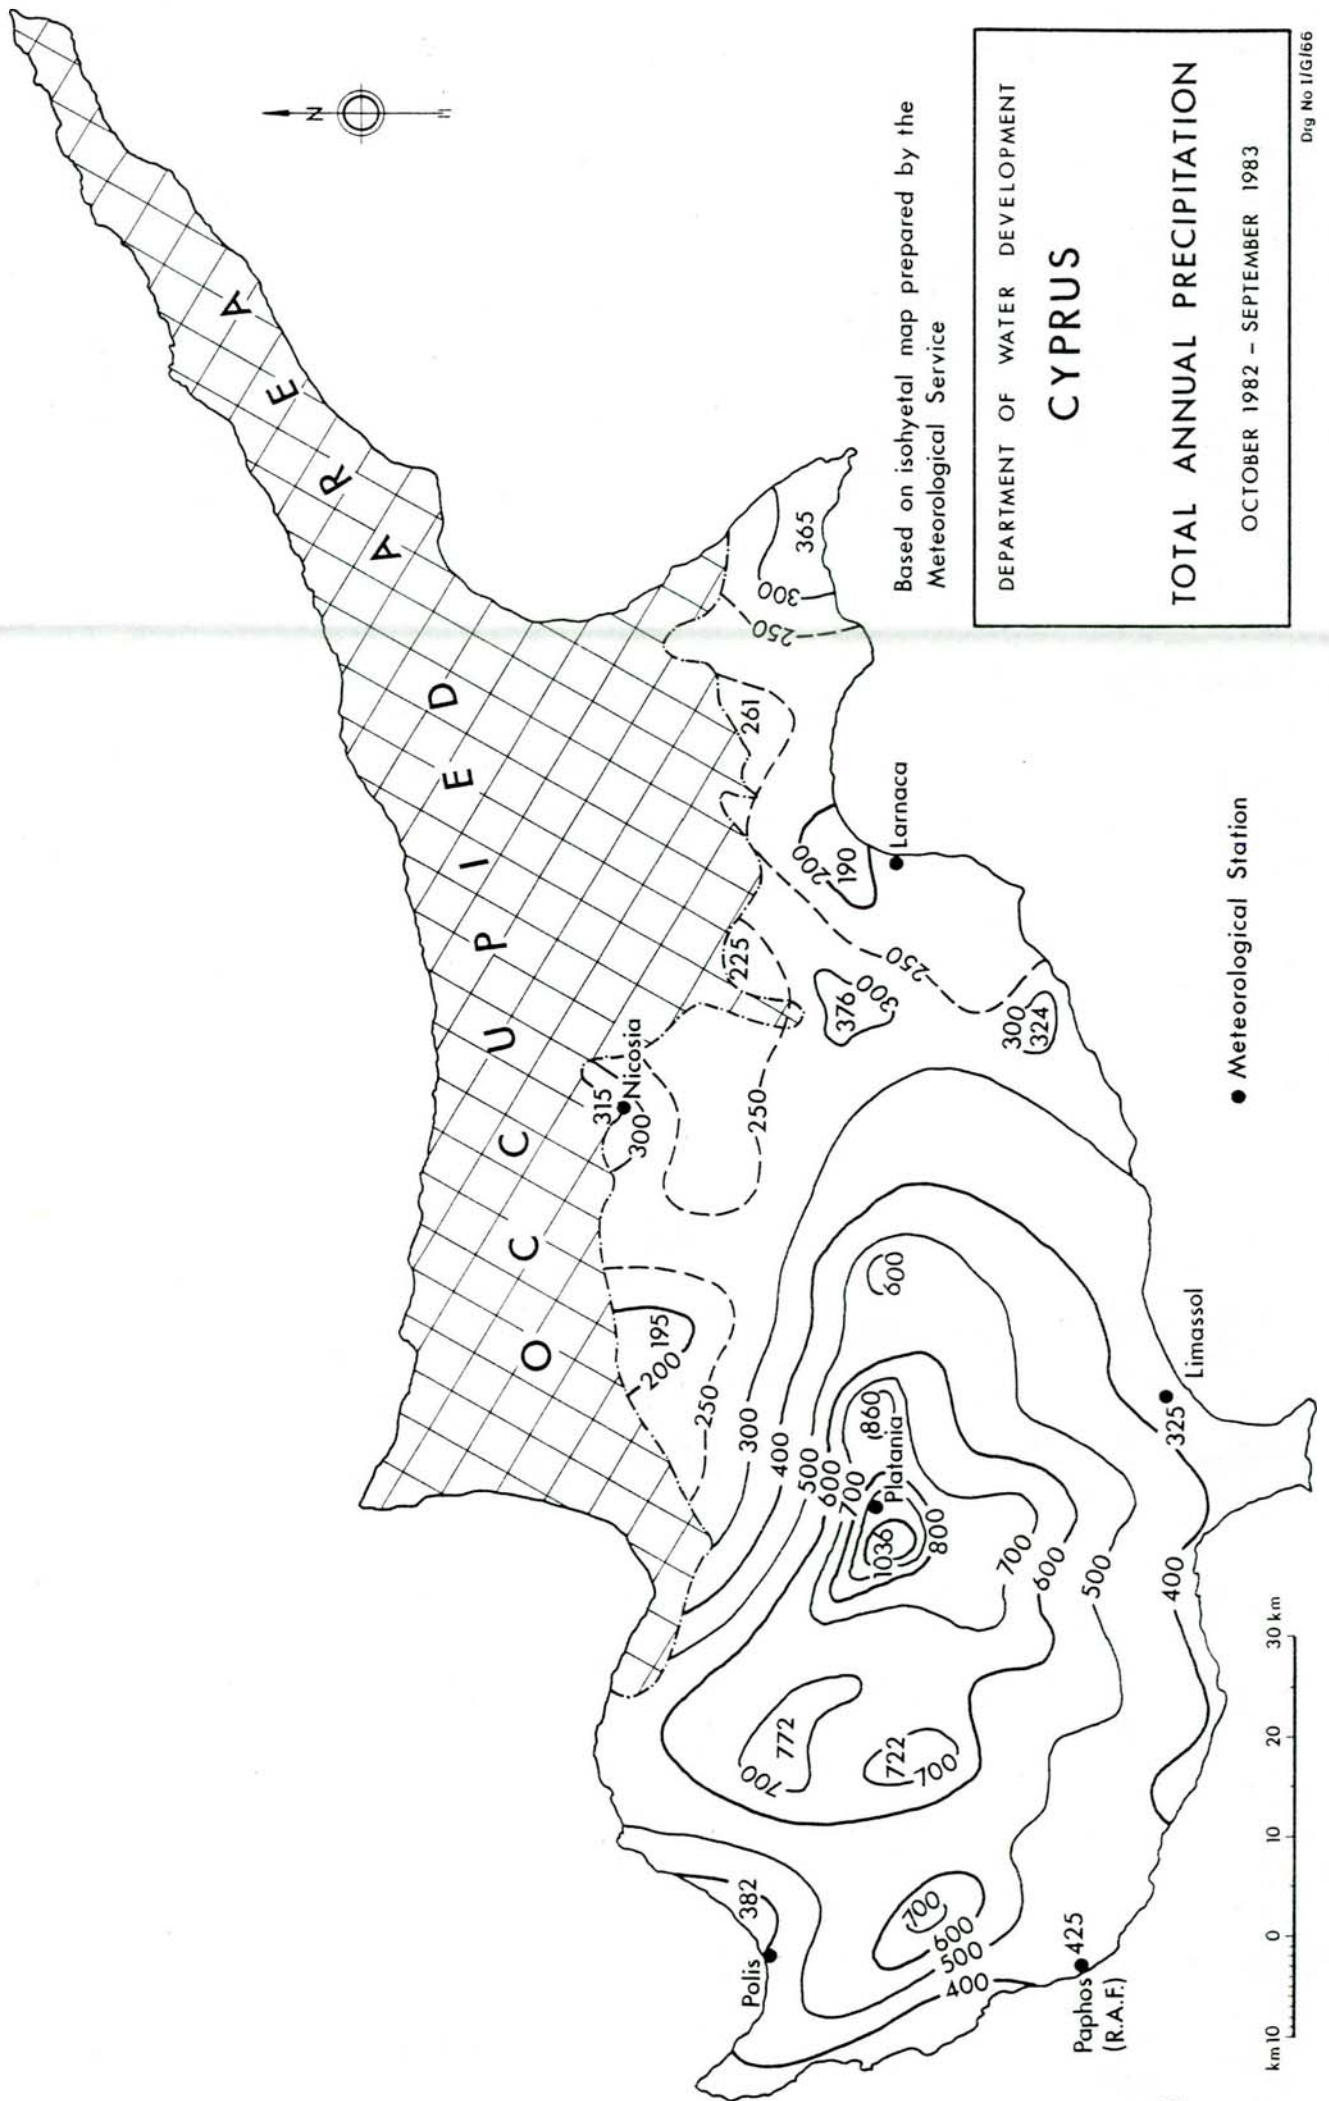 OCCUPIED AREA
N
Based on isohyetal map prepared by the
Meteorological Service
DEPARTMENT OF WATER DEVELOPMENT
CYPRUS
TOTAL ANNUAL PRECIPITATION
OCTOBER 1982 – SEPTEMBER 1983
Drg No 1/G/66
365
300
250
261
200
190
Larnaca
225
250
376
300
300
324
315
Nicosia
300
250
195
200
250
300
400
500
600
700
600
(860
Platania
1036
800
700
600
500
400
325
Limassol
772
700
722
700
382
Polis
700
600
500
400
425
Paphos
(R.A.F.)
● Meteorological Station
km10 0 10 20 30 km